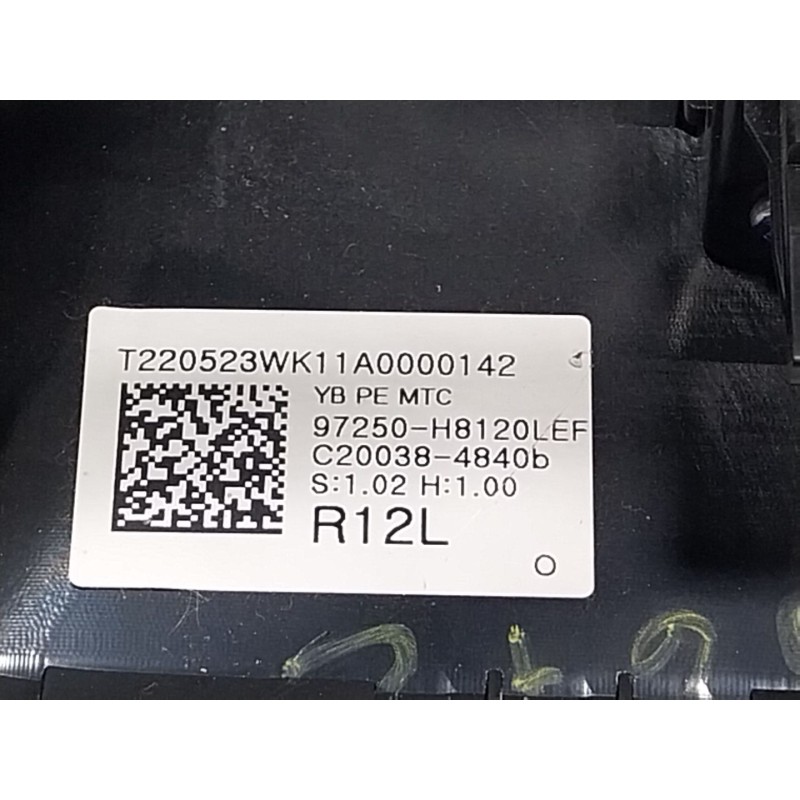 T220523WK11A0000142
YB PE MTC
97250-H8120LEF
C20038-4840b
S:1.02 H:1.00
R12L